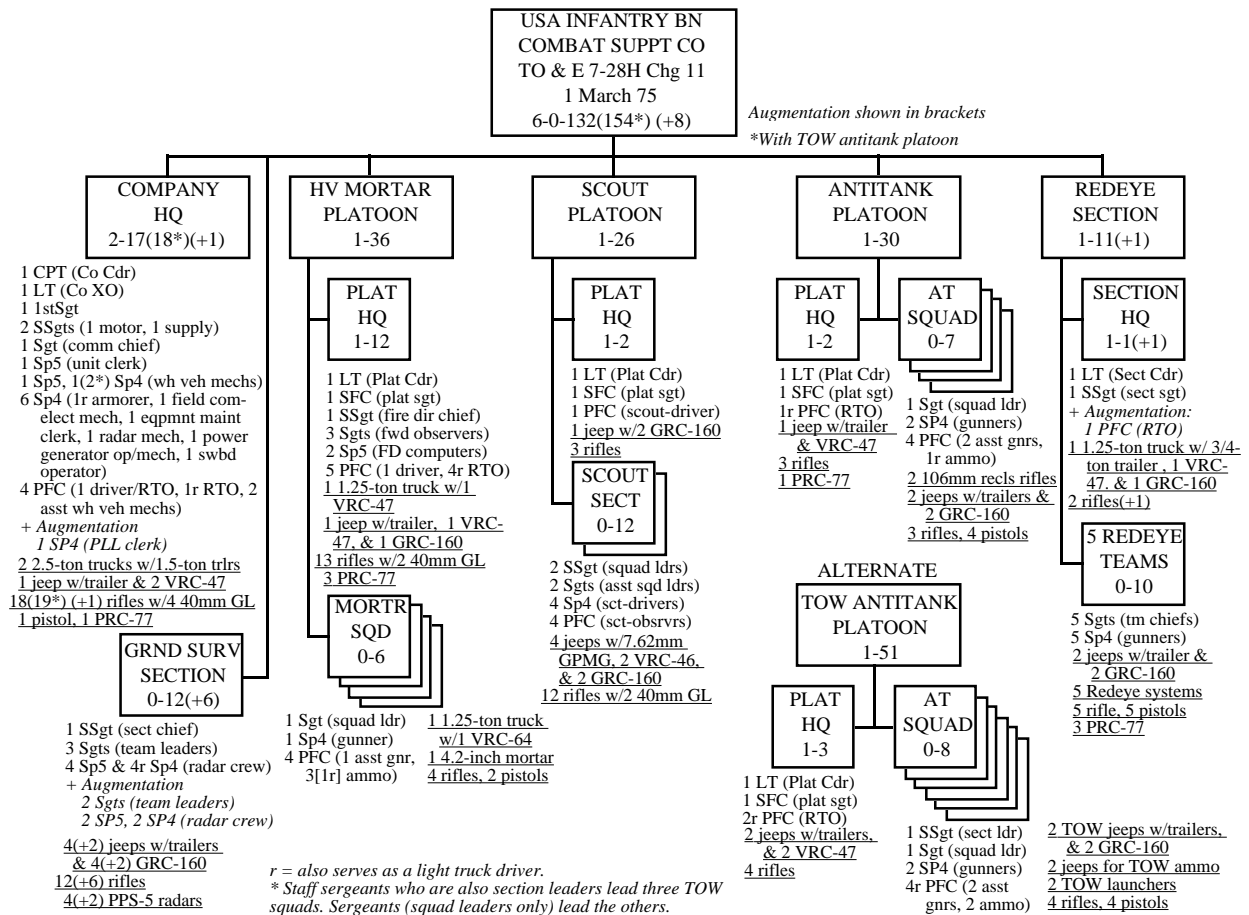 USA INFANTRY BN
COMBAT SUPPT CO
TO & E 7-28H Chg 11
1 March 75
6-0-132(154*) (+8)
Augmentation shown in brackets
*With TOW antitank platoon
COMPANY
HQ
2-17(18*)(+1)
1 CPT (Co Cdr)
1 LT (Co XO)
1 1stSgt
2 SSgts (1 motor, 1 supply)
1 Sgt (comm chief)
1 Sp5 (unit clerk)
1 Sp5, 1(2*) Sp4 (wh veh mechs)
6 Sp4 (1r armorer, 1 field com-
elect mech, 1 eqpmnt maint
clerk, 1 radar mech, 1 power
generator op/mech, 1 swbd
operator)
4 PFC (1 driver/RTO, 1r RTO, 2
asst wh veh mechs)
+ Augmentation
1 SP4 (PLL clerk)
2 2.5-ton trucks w/1.5-ton trlrs
1 jeep w/trailer & 2 VRC-47
18(19*) (+1) rifles w/4 40mm GL
1 pistol, 1 PRC-77
GRND SURV
SECTION
0-12(+6)
1 SSgt (sect chief)
3 Sgts (team leaders)
4 Sp5 & 4r Sp4 (radar crew)
+ Augmentation
2 Sgts (team leaders)
2 SP5, 2 SP4 (radar crew)
4(+2) jeeps w/trailers
& 4(+2) GRC-160
12(+6) rifles
4(+2) PPS-5 radars
HV MORTAR
PLATOON
1-36
PLAT
HQ
1-12
1 LT (Plat Cdr)
1 SFC (plat sgt)
1 SSgt (fire dir chief)
3 Sgts (fwd observers)
2 Sp5 (FD computers)
5 PFC (1 driver, 4r RTO)
1 1.25-ton truck w/1
VRC-47
1 jeep w/trailer, 1 VRC-
47, & 1 GRC-160
13 rifles w/2 40mm GL
3 PRC-77
MORTR
SQD
0-6
1 Sgt (squad ldr)
1 Sp4 (gunner)
4 PFC (1 asst gnr,
3[1r] ammo)
1 1.25-ton truck
w/1 VRC-64
1 4.2-inch mortar
4 rifles, 2 pistols
SCOUT
PLATOON
1-26
PLAT
HQ
1-2
1 LT (Plat Cdr)
1 SFC (plat sgt)
1 PFC (scout-driver)
1 jeep w/2 GRC-160
3 rifles
SCOUT
SECT
0-12
2 SSgt (squad ldrs)
2 Sgts (asst sqd ldrs)
4 Sp4 (sct-drivers)
4 PFC (sct-obsrvrs)
4 jeeps w/7.62mm
GPMG, 2 VRC-46,
& 2 GRC-160
12 rifles w/2 40mm GL
ANTITANK
PLATOON
1-30
PLAT
HQ
1-2
1 LT (Plat Cdr)
1 SFC (plat sgt)
1r PFC (RTO)
1 jeep w/trailer
& VRC-47
3 rifles
1 PRC-77
AT
SQUAD
0-7
1 Sgt (squad ldr)
2 SP4 (gunners)
4 PFC (2 asst gnrs,
1r ammo)
2 106mm recls rifles
2 jeeps w/trailers &
2 GRC-160
3 rifles, 4 pistols
ALTERNATE
TOW ANTITANK
PLATOON
1-51
PLAT
HQ
1-3
1 LT (Plat Cdr)
1 SFC (plat sgt)
2r PFC (RTO)
2 jeeps w/trailers,
& 2 VRC-47
4 rifles
AT
SQUAD
0-8
1 SSgt (sect ldr)
1 Sgt (squad ldr)
2 SP4 (gunners)
4r PFC (2 asst
gnrs, 2 ammo)
2 TOW jeeps w/trailers,
& 2 GRC-160
2 jeeps for TOW ammo
2 TOW launchers
4 rifles, 4 pistols
REDEYE
SECTION
1-11(+1)
SECTION
HQ
1-1(+1)
1 LT (Sect Cdr)
1 SSgt (sect sgt)
+ Augmentation:
1 PFC (RTO)
1 1.25-ton truck w/ 3/4-
ton trailer , 1 VRC-
47. & 1 GRC-160
2 rifles(+1)
5 REDEYE
TEAMS
0-10
5 Sgts (tm chiefs)
5 Sp4 (gunners)
2 jeeps w/trailer &
2 GRC-160
5 Redeye systems
5 rifle, 5 pistols
3 PRC-77
r = also serves as a light truck driver.
* Staff sergeants who are also section leaders lead three TOW
squads. Sergeants (squad leaders only) lead the others.